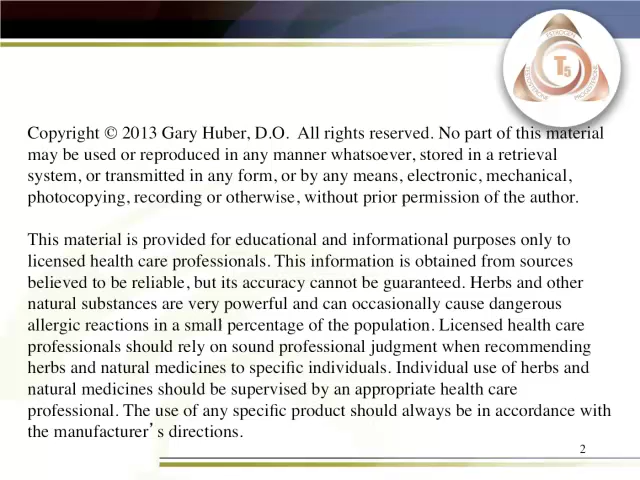 T5
Copyright © 2013 Gary Huber, D.O.  All rights reserved. No part of this material
may be used or reproduced in any manner whatsoever, stored in a retrieval
system, or transmitted in any form, or by any means, electronic, mechanical,
photocopying, recording or otherwise, without prior permission of the author.
This material is provided for educational and informational purposes only to
licensed health care professionals. This information is obtained from sources
believed to be reliable, but its accuracy cannot be guaranteed. Herbs and other
natural substances are very powerful and can occasionally cause dangerous
allergic reactions in a small percentage of the population. Licensed health care
professionals should rely on sound professional judgment when recommending
herbs and natural medicines to specific individuals. Individual use of herbs and
natural medicines should be supervised by an appropriate health care
professional. The use of any specific product should always be in accordance with
the manufacturer’s directions.
2